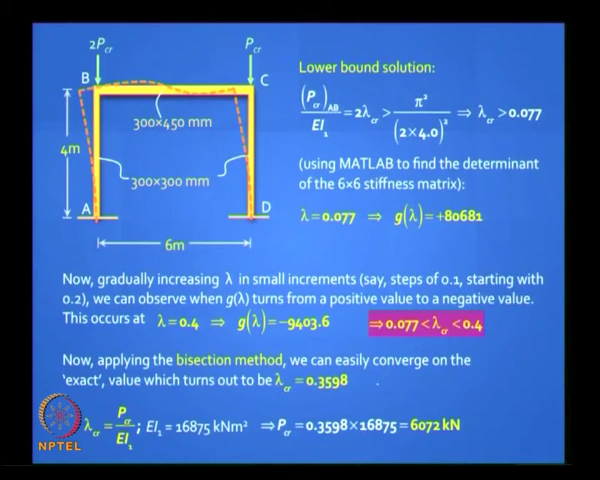 2Pcr
Pcr
B
C
300×450 mm
4m
300×300 mm
A
D
6m
Lower bound solution:
(Pcr)AB / EI₁ = 2λcr > π² / (2×4.0)² ⇒ λcr > 0.077
(using MATLAB to find the determinant
of the 6×6 stiffness matrix):
λ = 0.077 ⇒ g(λ) = +80681
Now, gradually increasing λ in small increments (say, steps of 0.1, starting with
0.2), we can observe when g(λ) turns from a positive value to a negative value.
This occurs at λ = 0.4 ⇒ g(λ) = −9403.6 ⇒ 0.077 < λcr < 0.4
Now, applying the bisection method, we can easily converge on the
‘exact’, value which turns out to be λcr = 0.3598 .
λcr = Pcr / EI₁ ; EI₁ = 16875 kNm² ⇒ Pcr = 0.3598×16875 = 6072 kN
NPTEL